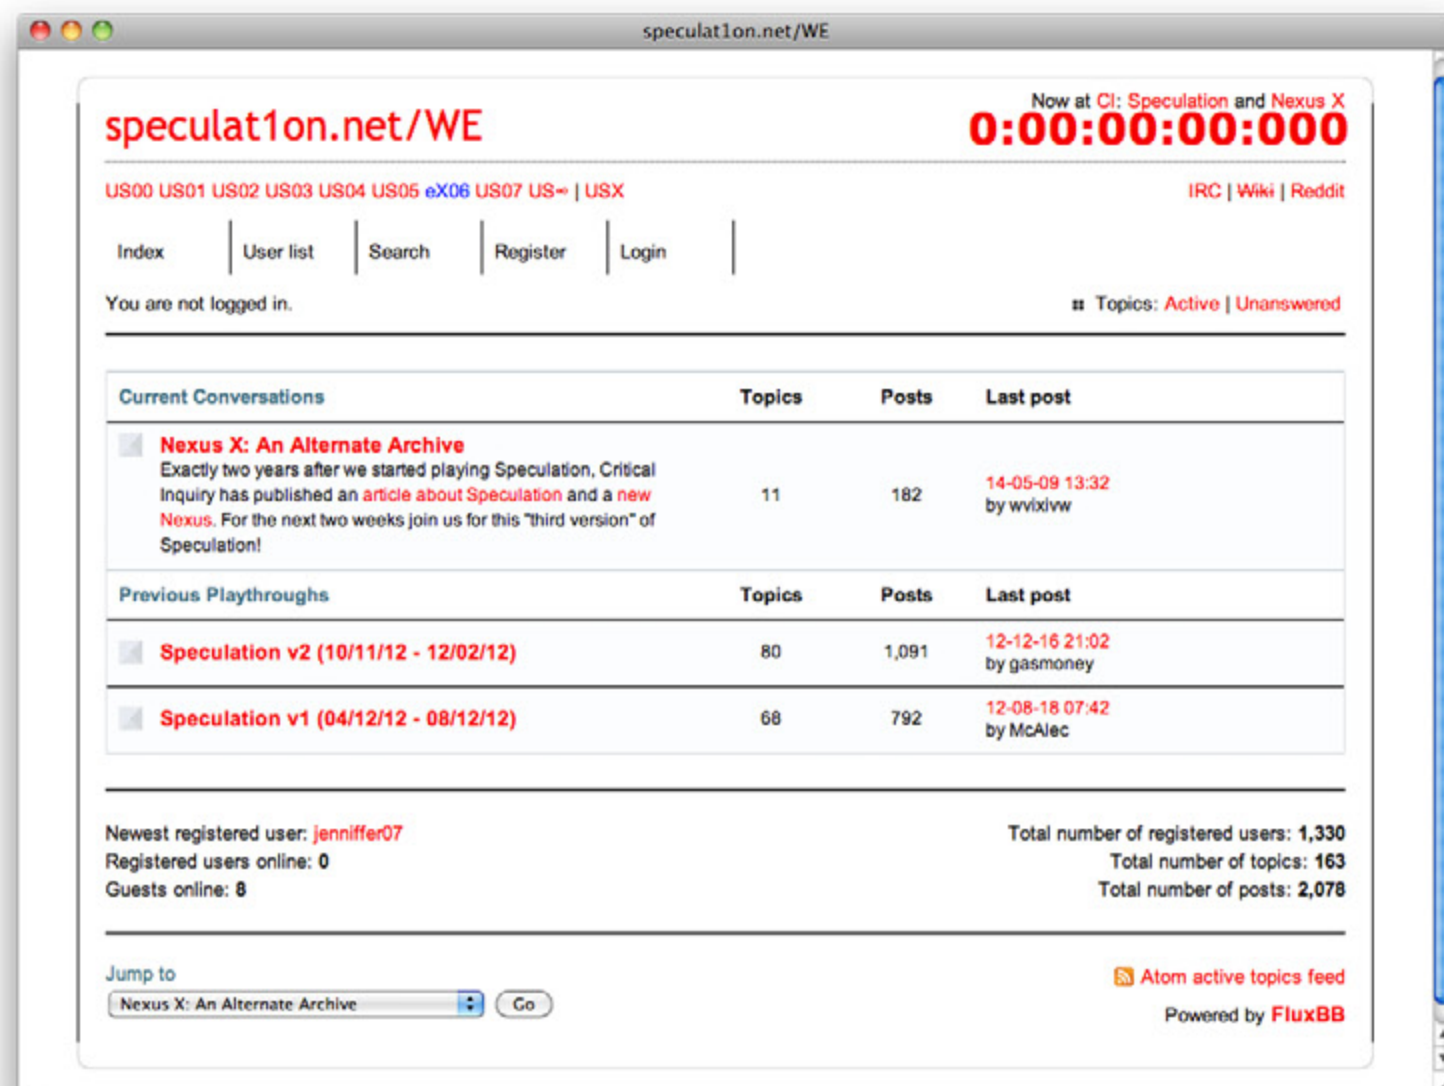 speculat1on.net/WE
Now at CI: Speculation and Nexus X
speculat1on.net/WE
0:00:00:00:000
US00 US01 US02 US03 US04 US05 eX06 US07 US∞ | USX
IRC | Wiki | Reddit
Index User list Search Register Login
You are not logged in.
Topics: Active | Unanswered
Current Conversations Topics Posts Last post
Nexus X: An Alternate Archive
Exactly two years after we started playing Speculation, Critical
Inquiry has published an article about Speculation and a new
Nexus. For the next two weeks join us for this "third version" of
Speculation!
11 182 14-05-09 13:32
by wvixivw
Previous Playthroughs Topics Posts Last post
Speculation v2 (10/11/12 - 12/02/12) 80 1,091 12-12-16 21:02
by gasmoney
Speculation v1 (04/12/12 - 08/12/12) 68 792 12-08-18 07:42
by McAlec
Newest registered user: jenniffer07
Registered users online: 0
Guests online: 8
Total number of registered users: 1,330
Total number of topics: 163
Total number of posts: 2,078
Jump to
Nexus X: An Alternate Archive Go
Atom active topics feed
Powered by FluxBB